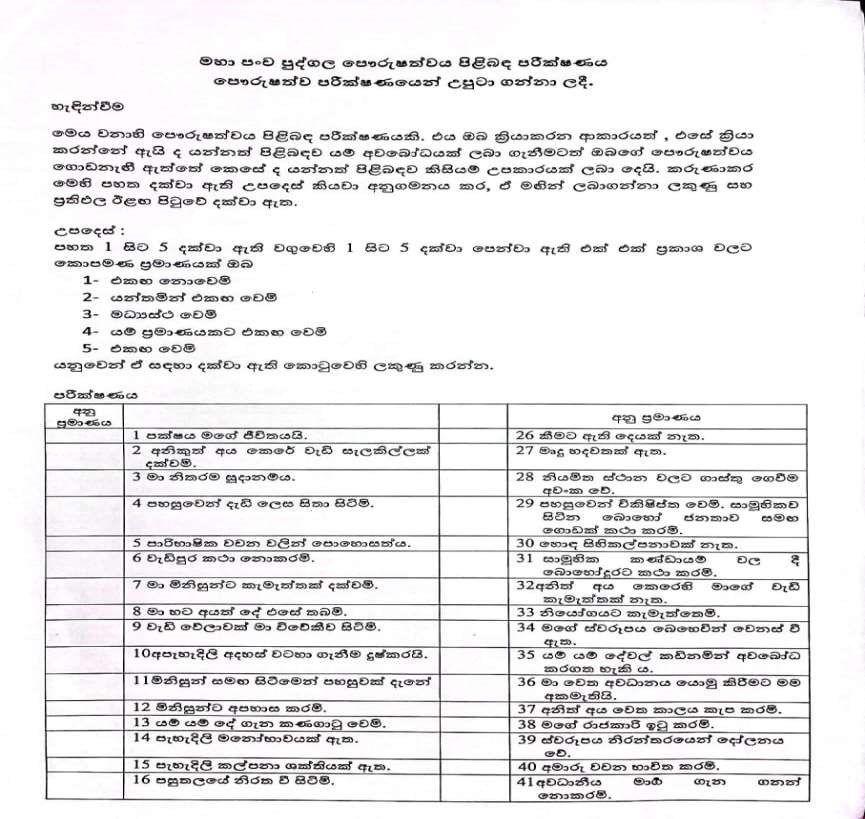 මහා පංච පුද්ගල පෞරුෂත්වය පිළිබඳ පරීක්ෂණය
පෞරුෂත්ව පරීක්ෂණයෙන් උපුටා ගන්නා ලදී.
හැඳින්වීම
මෙය වනාහි පෞරුෂත්වය පිළිබඳ පරීක්ෂණයකි. එය ඔබ ක්‍රියාකරන ආකාරයත් , එසේ ක්‍රියා
කරන්නේ ඇයි ද යන්නත් පිළිබඳව යම් අවබෝධයක් ලබා ගැනීමටත් ඔබගේ පෞරුෂත්වය
ගොඩනැඟී ඇත්තේ කෙසේ ද යන්නත් පිළිබඳව කිසියම් උපකාරයක් ලබා දෙයි. කරුණාකර
මෙහි පහත දක්වා ඇති උපදෙස් කියවා අනුගමනය කර, ඒ මඟින් ලබාගන්නා ලකුණු සහ
ප්‍රතිඵල ඊළඟ පිටුවේ දක්වා ඇත.
උපදෙස් :
පහත 1 සිට 5 දක්වා ඇති වගුවෙහි 1 සිට 5 දක්වා පෙන්වා ඇති එක් එක් ප්‍රකාශ වලට
කොපමණ ප්‍රමාණයක් ඔබ
1- එකඟ නොවෙමි
2- යන්තමින් එකඟ වෙමි
3- මධ්‍යස්ථ වෙමි
4- යම් ප්‍රමාණයකට එකඟ වෙමි
5- එකඟ වෙමි
යනුවෙන් ඒ සඳහා දක්වා ඇති කොටුවෙහි ලකුණු කරන්න.
පරීක්ෂණය
අනු
ප්‍රමාණය
අනු ප්‍රමාණය
1 පක්ෂය මගේ ජීවිතයයි.
26 කීමට ඇති දෙයක් නැත.
2 අනිකුත් අය කෙරේ වැඩි සැලකිල්ලක්
දක්වමි.
27 මෘදු හදවතක් ඇත.
3 මා නිතරම සූදානමිය.
28 නියමිත ස්ථාන වලට ගාස්තු ගෙවීම
අවංක වේ.
4 පහසුවෙන් දැඩි ලෙස සිතා සිටිමි.
29 පහසුවෙන් වික්ෂිප්ත වෙමි. සාමූහිකව
සිටින බොහෝ ජනතාව සමඟ
ගොඩක් කථා කරමි.
5 පාරිභාෂික වචන වලින් පොහොසත්ය.
30 හොඳ සිහිකල්පනාවක් නැත.
6 වැඩිපුර කථා නොකරමි.
31 සාමූහික කණ්ඩායම් වල දී
බොහෝදුරට කථා කරමි.
7 මා මිනිසුන්ට කැමැත්තක් දක්වමි.
32අනිත් අය කෙරෙහි මාගේ වැඩි
කැමැත්තක් නැත.
8 මා හට අයත් දේ එසේ තබමි.
33 නියෝගයට කැමැත්තෙමි.
9 වැඩි වේලාවක් මා විවේකීව සිටිමි.
34 මගේ ස්වරූපය බෙහෙවින් වෙනස් වී
ඇත.
10අපැහැදිලි අදහස් වටහා ගැනීම දුෂ්කරයි.
35 යම් යම් දේවල් කඩිනමින් අවබෝධ
කරගත හැකි ය.
11මිනිසුන් සමඟ සිටීමෙන් පහසුවක් දැනේ
36 මා වෙත අවධානය යොමු කිරීමට මම
අකමැතියි.
12 මිනිසුන්ට අපහාස කරමි.
37 අනිත් අය වෙත කාලය කැප කරමි.
13 යම් යම් දේ ගැන කණගාටු වෙමි.
38 මගේ රාජකාරි ඉටු කරමි.
14 පැහැදිලි මනෝභාවයක් ඇත.
39 ස්වරූපය නිරන්තරයෙන් දෝලනය
වේ.
15 පැහැදිලි කල්පනා ශක්තියක් ඇත.
40 අමාරු වචන භාවිත කරමි.
16 පසුතලයේ නිරත වී සිටිමි.
41අවධානීය මාර්ග ගැන ගනන්
නොකරමි.